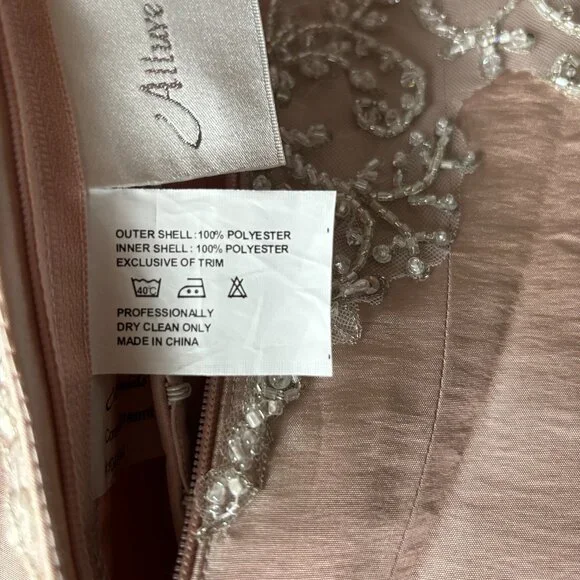 Allure
OUTER SHELL:100% POLYESTER
INNER SHELL: 100% POLYESTER
EXCLUSIVE OF TRIM
40°C
PROFESSIONALLY
DRY CLEAN ONLY
MADE IN CHINA